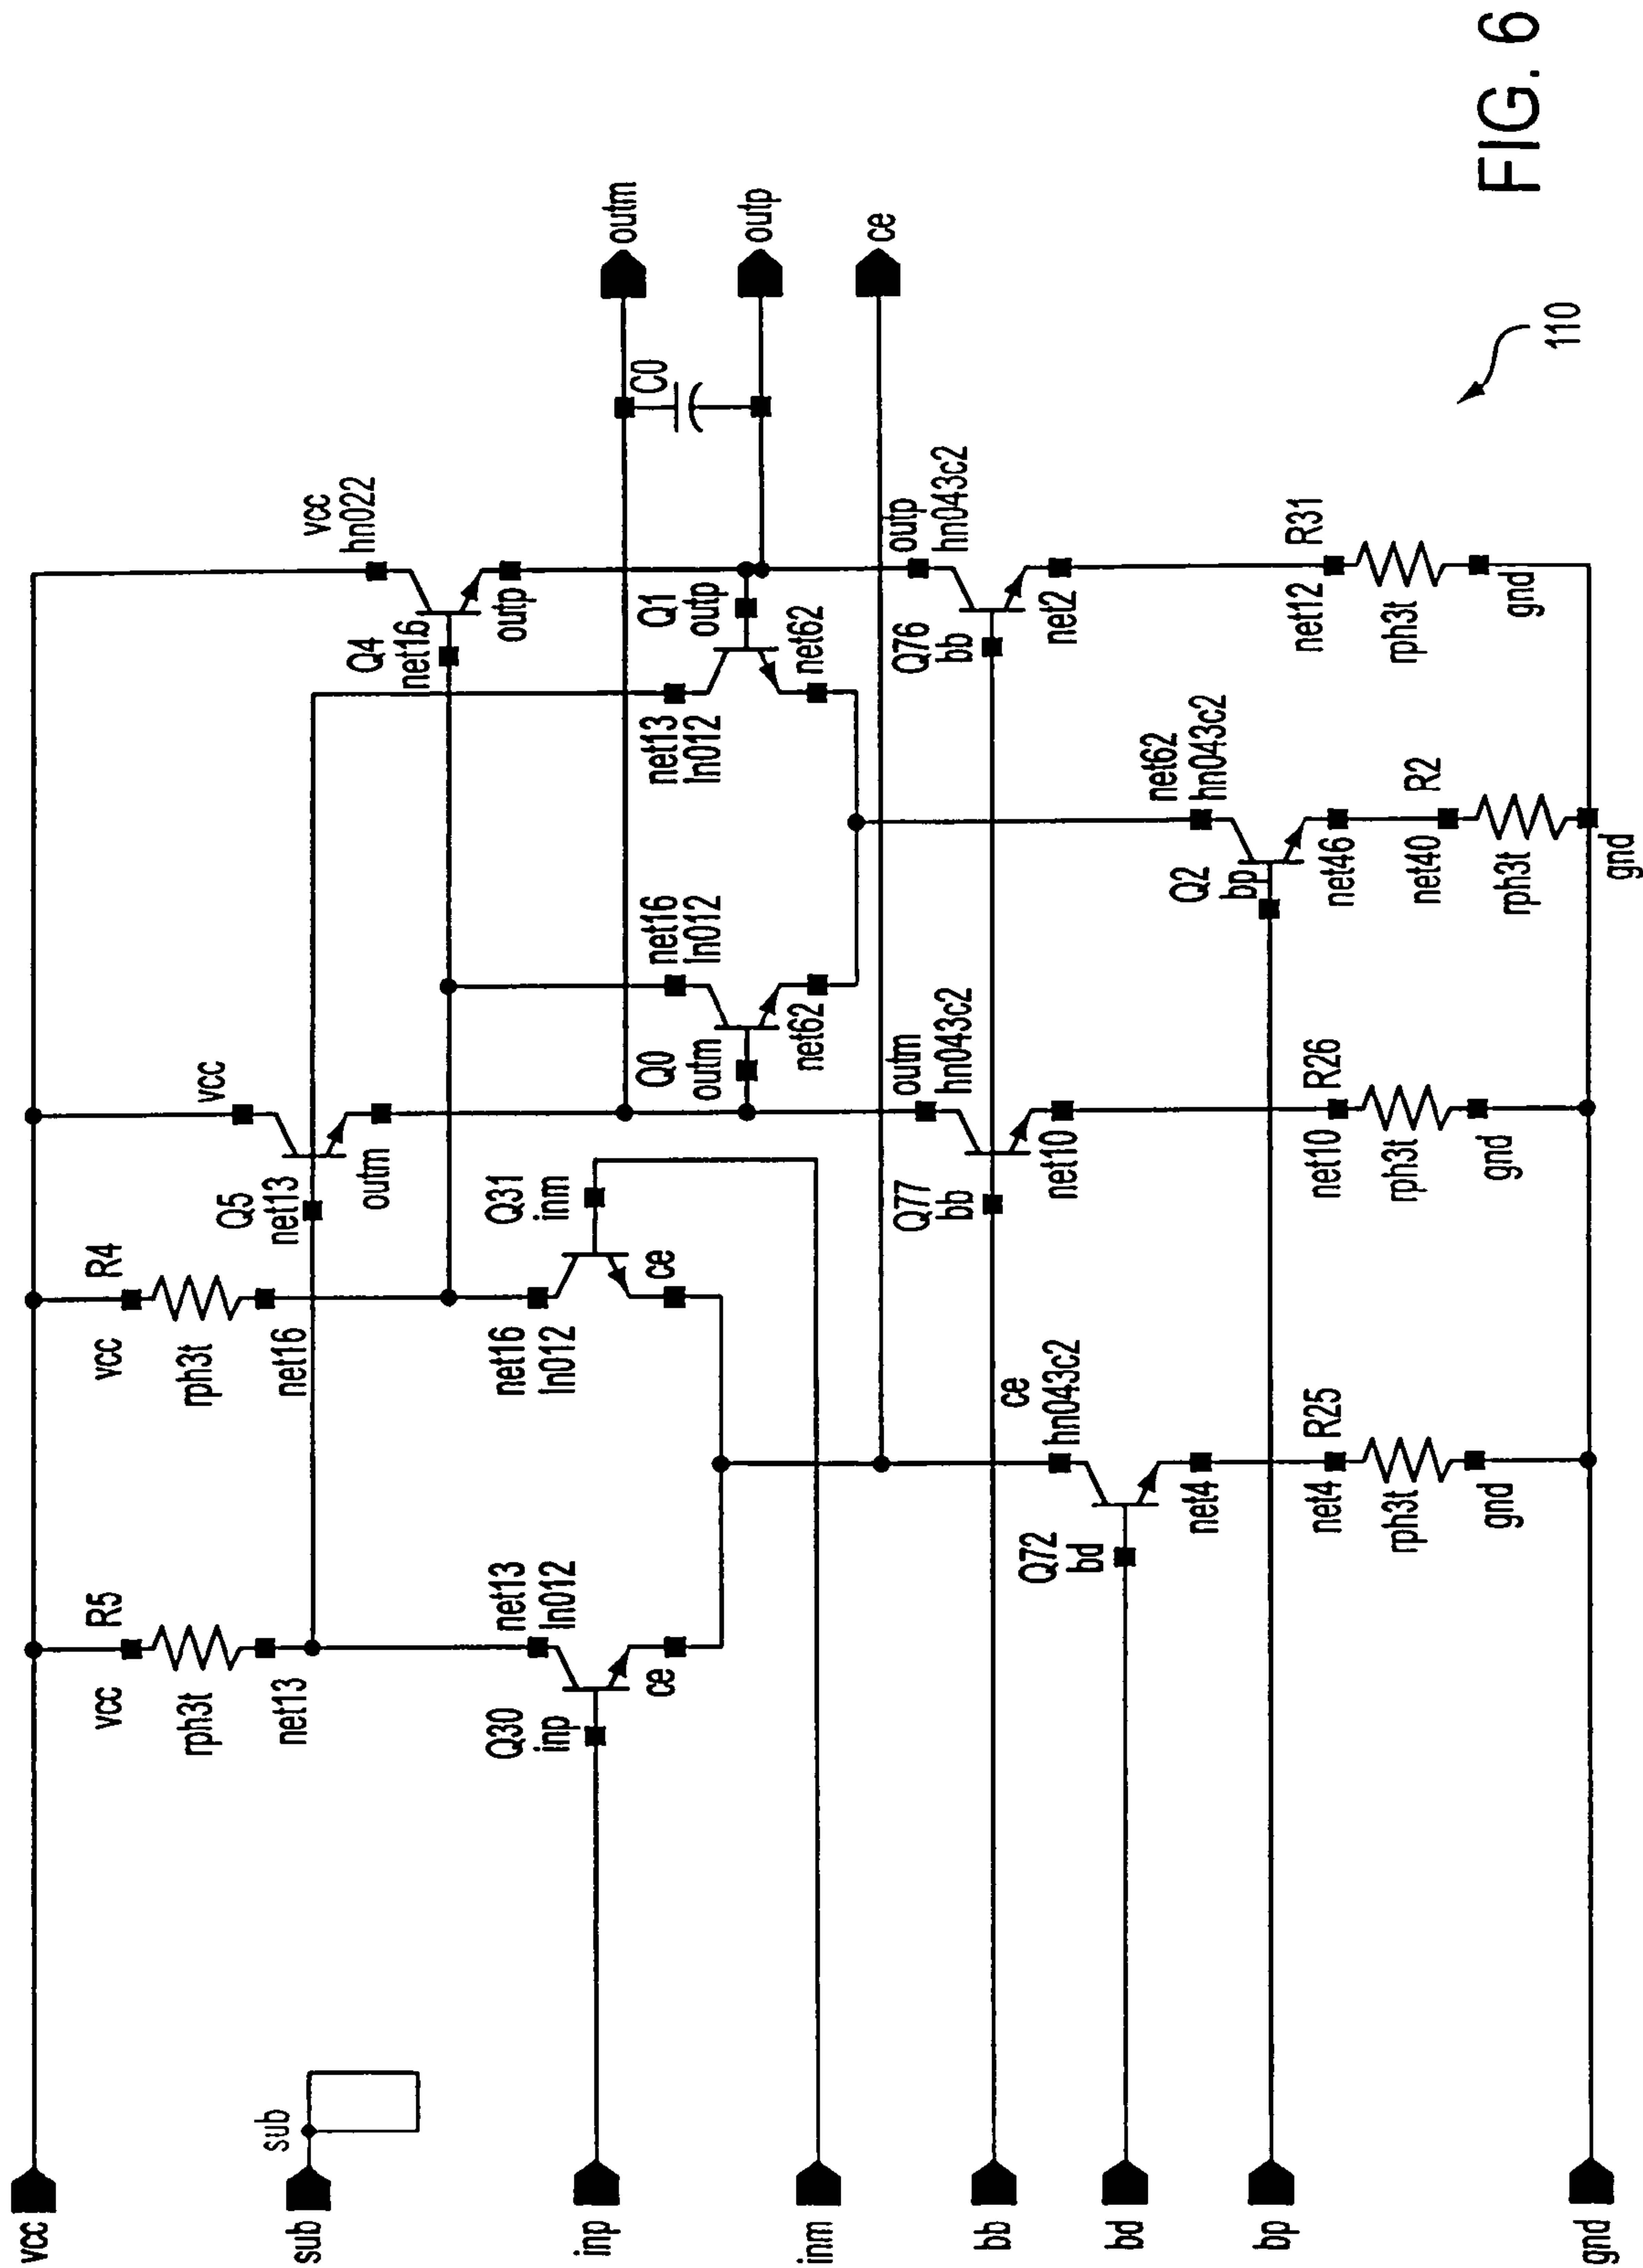 vcc
sub
sub
inp
inm
bb
bd
bp
gnd
vcc
R5
rph3t
net13
vcc
R4
rph3t
net16
Q5
net13
vcc
outm
Q4
net16
vcc
hn022
outp
Q30
inp
net13
ln012
ce
net16
ln012
Q31
inm
ce
Q0
outm
net16
ln012
net62
net13
ln012
Q1
outp
net62
C0
outm
outp
ce
Q72
bd
ce
hn043c2
net4
Q77
bb
outm
hn043c2
net10
Q2
bp
net62
hn043c2
net46
Q76
bb
outp
hn043c2
net2
net4
R25
rph3t
gnd
net10
R26
rph3t
gnd
net40
R2
rph3t
gnd
net12
R31
rph3t
gnd
110
FIG. 6